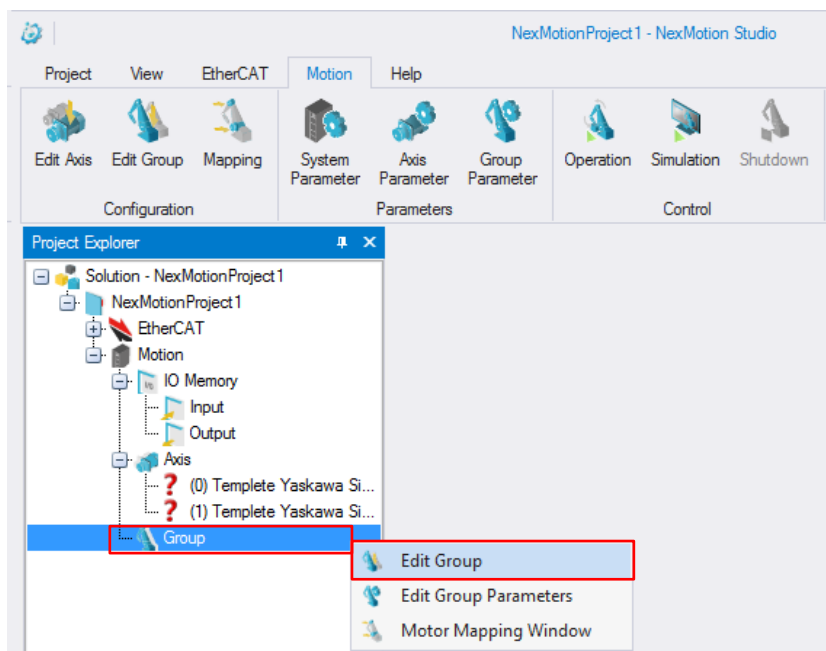 NexMotionProject1 - NexMotion Studio
Project View EtherCAT Motion Help
Edit Axis Edit Group Mapping System Parameter Axis Parameter Group Parameter Operation Simulation Shutdown
Configuration Parameters Control
Project Explorer
Solution - NexMotionProject1
NexMotionProject1
EtherCAT
Motion
IO Memory
Input
Output
Axis
(0) Templete Yaskawa Si...
(1) Templete Yaskawa Si...
Group
Edit Group
Edit Group Parameters
Motor Mapping Window